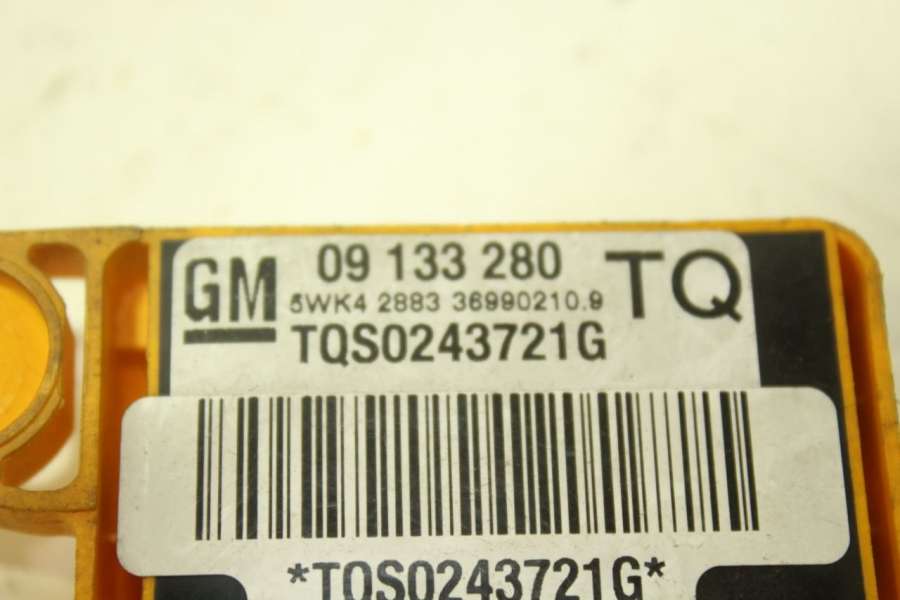 GM 09 133 280 TQ
5WK4 2883 36990210.9
TQS0243721G
*TQS0243721G*